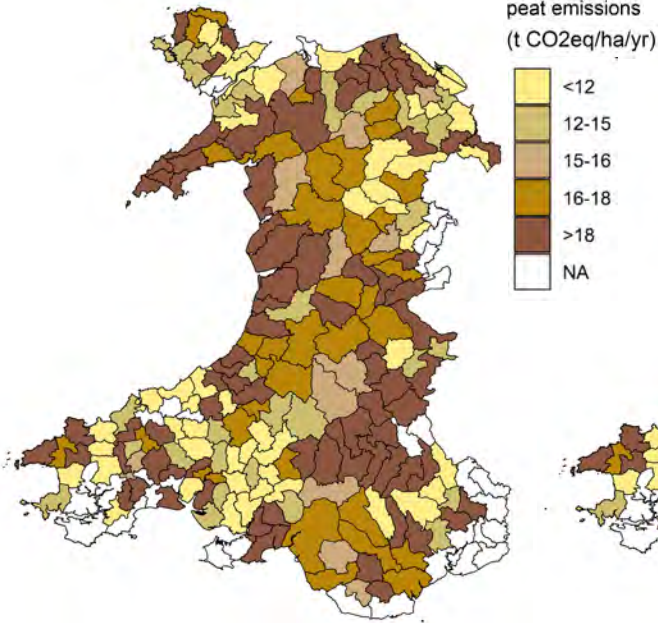 peat emissions
(t CO2eq/ha/yr)
<12
12-15
15-16
16-18
>18
NA